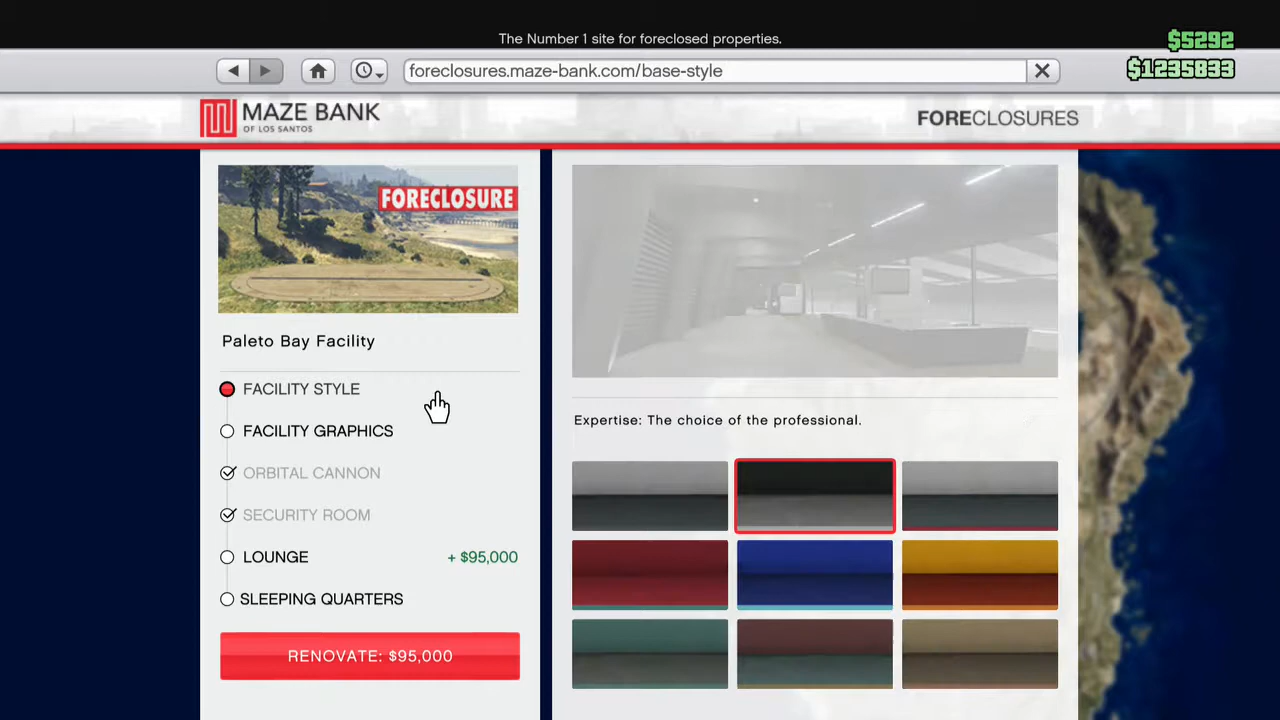 The Number 1 site for foreclosed properties.
$5292
$1235833
foreclosures.maze-bank.com/base-style
MAZE BANK
OF LOS SANTOS
FORECLOSURES
FORECLOSURE
Paleto Bay Facility
FACILITY STYLE
FACILITY GRAPHICS
ORBITAL CANNON
SECURITY ROOM
LOUNGE + $95,000
SLEEPING QUARTERS
RENOVATE: $95,000
Expertise: The choice of the professional.